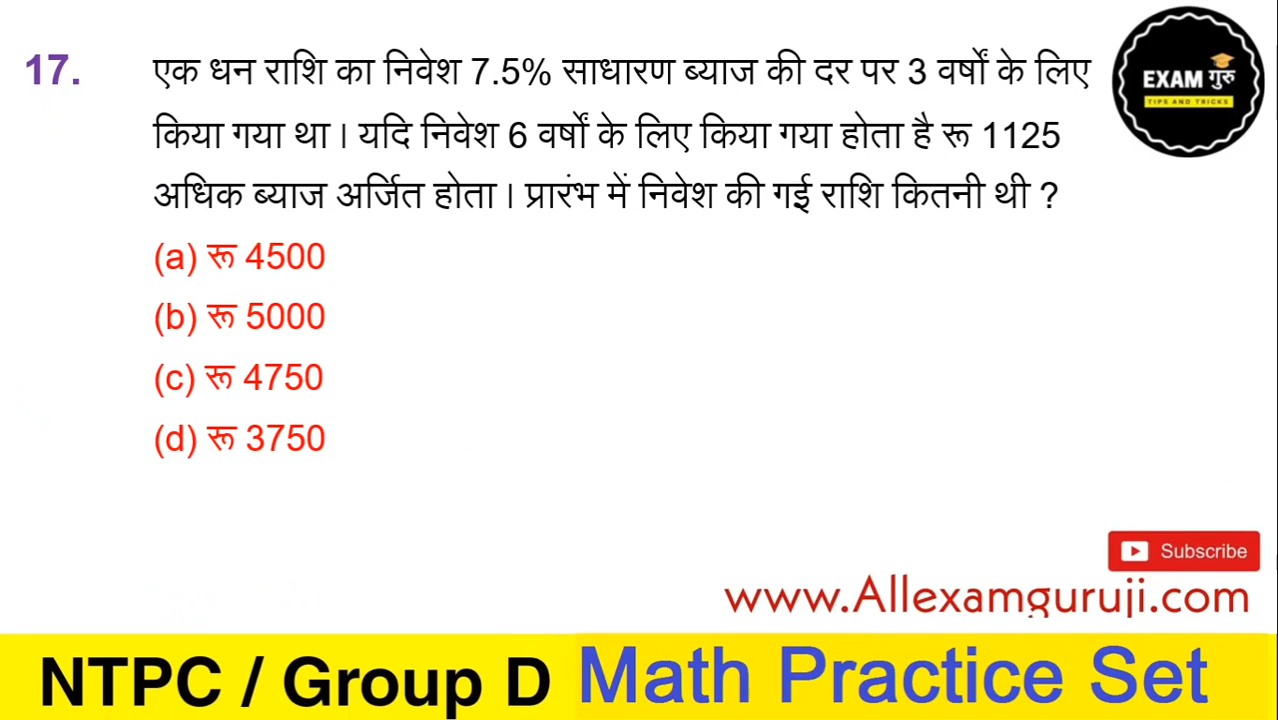 17. एक धन राशि का निवेश 7.5% साधारण ब्याज की दर पर 3 वर्षों के लिए
किया गया था । यदि निवेश 6 वर्षों के लिए किया गया होता है रू 1125
अधिक ब्याज अर्जित होता । प्रारंभ में निवेश की गई राशि कितनी थी ?
(a) रू 4500
(b) रू 5000
(c) रू 4750
(d) रू 3750
EXAM गुरु
TIPS AND TRICKS
Subscribe
www.Allexamguruji.com
NTPC / Group D Math Practice Set